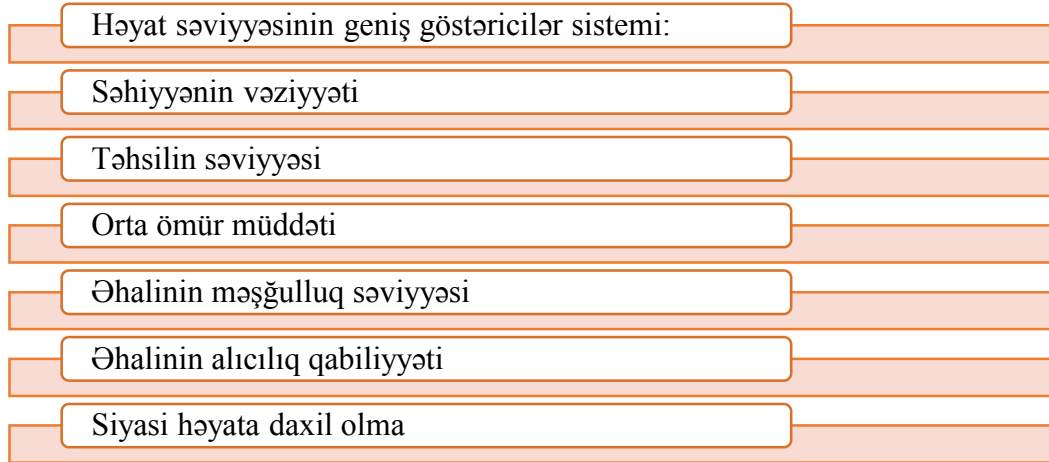 Həyat səviyyəsinin geniş göstəricilər sistemi:
Səhiyyənin vəziyyəti
Təhsilin səviyyəsi
Orta ömür müddəti
Əhalinin məşğulluq səviyyəsi
Əhalinin alıcılıq qabiliyyəti
Siyasi həyata daxil olma